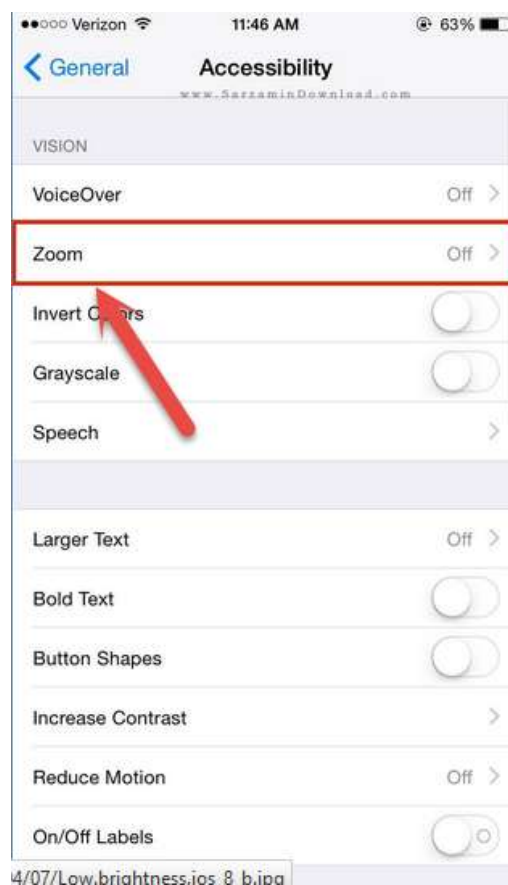 Verizon 11:46 AM 63%
General Accessibility
www.SarzaminDownload.com
VISION
VoiceOver Off
Zoom Off
Invert Colors
Grayscale
Speech
Larger Text Off
Bold Text
Button Shapes
Increase Contrast
Reduce Motion Off
On/Off Labels
4/07/Low.brightness.ios_8_b.jpg